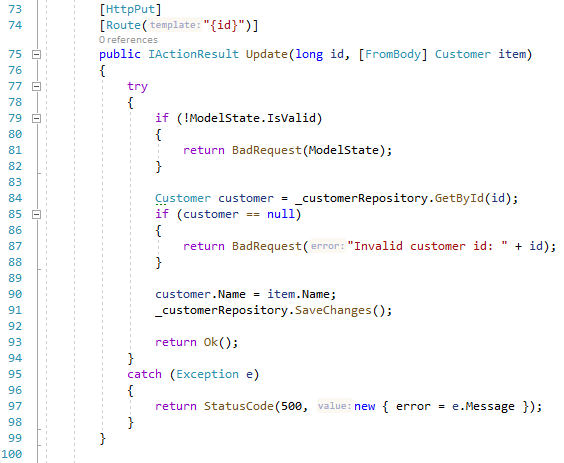 73 [HttpPut]
74 [Route(template:"{id}")]
0 references
75 public IActionResult Update(long id, [FromBody] Customer item)
76 {
77 try
78 {
79 if (!ModelState.IsValid)
80 {
81 return BadRequest(ModelState);
82 }
83
84 Customer customer = _customerRepository.GetById(id);
85 if (customer == null)
86 {
87 return BadRequest(error:"Invalid customer id: " + id);
88 }
89
90 customer.Name = item.Name;
91 _customerRepository.SaveChanges();
92
93 return Ok();
94 }
95 catch (Exception e)
96 {
97 return StatusCode(500, value:new { error = e.Message });
98 }
99 }
100